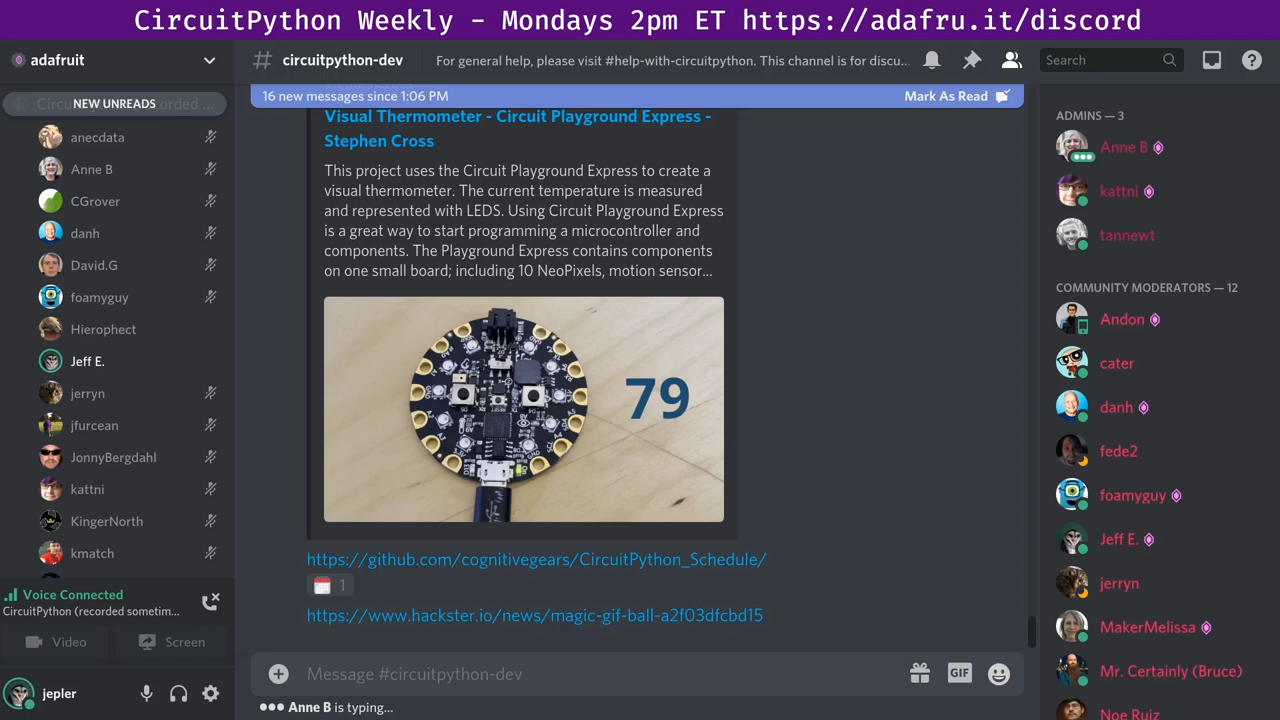 CircuitPython Weekly - Mondays 2pm ET https://adafru.it/discord
adafruit
NEW UNREADS
anecdata
Anne B
CGrover
danh
David.G
foamyguy
Hierophect
Jeff E.
jerryn
jfurcean
JonnyBergdahl
kattni
KingerNorth
kmatch
Voice Connected
CircuitPython (recorded sometim...
Video
Screen
jepler
# circuitpython-dev
For general help, please visit #help-with-circuitpython. This channel is for discu...
Search
16 new messages since 1:06 PM
Mark As Read
Visual Thermometer - Circuit Playground Express -
Stephen Cross
This project uses the Circuit Playground Express to create a
visual thermometer. The current temperature is measured
and represented with LEDS. Using Circuit Playground Express
is a great way to start programming a microcontroller and
components. The Playground Express contains components
on one small board; including 10 NeoPixels, motion sensor...
79
https://github.com/cognitivegears/CircuitPython_Schedule/
1
https://www.hackster.io/news/magic-gif-ball-a2f03dfcbd15
Message #circuitpython-dev
GIF
Anne B is typing...
ADMINS — 3
Anne B
kattni
tannewt
COMMUNITY MODERATORS — 12
Andon
cater
danh
fede2
foamyguy
Jeff E.
jerryn
MakerMelissa
Mr. Certainly (Bruce)
Noe Ruiz